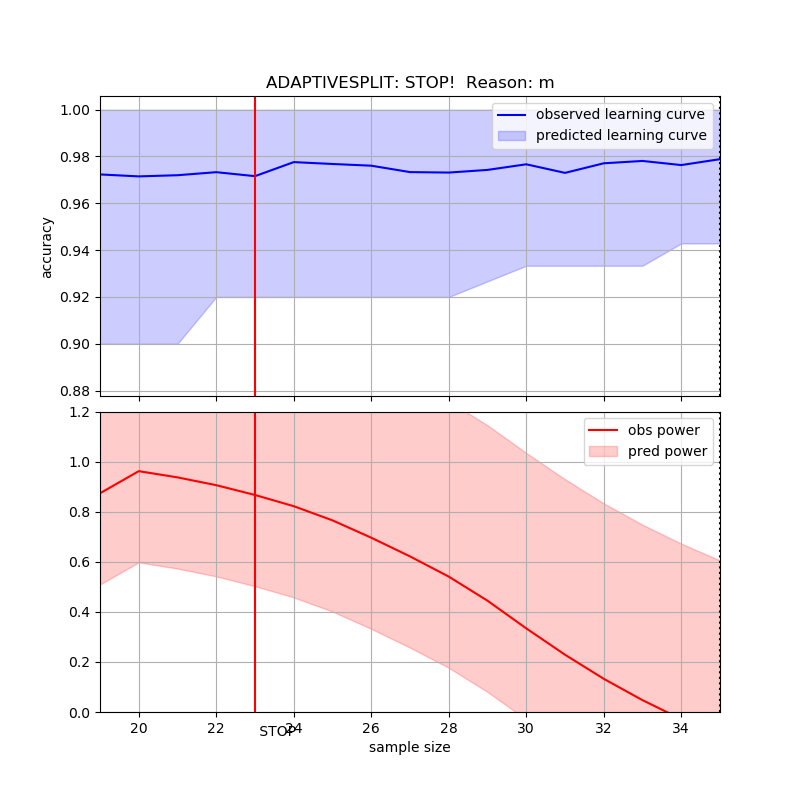 ADAPTIVESPLIT: STOP!  Reason: m
1.00
0.98
0.96
0.94
0.92
0.90
0.88
accuracy
observed learning curve
predicted learning curve
1.2
1.0
0.8
0.6
0.4
0.2
0.0
obs power
pred power
20 22 24 26 28 30 32 34
STOP
sample size